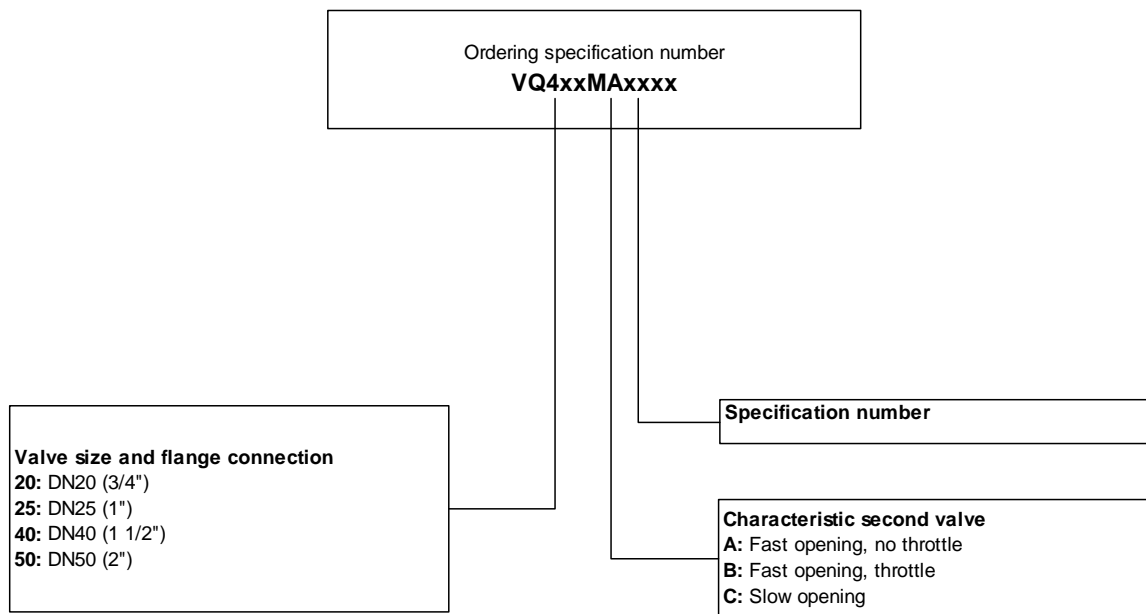 Ordering specification number
VQ4xxMAxxxx
Valve size and flange connection
20: DN20 (3/4")
25: DN25 (1")
40: DN40 (1 1/2")
50: DN50 (2")
Specification number
Characteristic second valve
A: Fast opening, no throttle
B: Fast opening, throttle
C: Slow opening